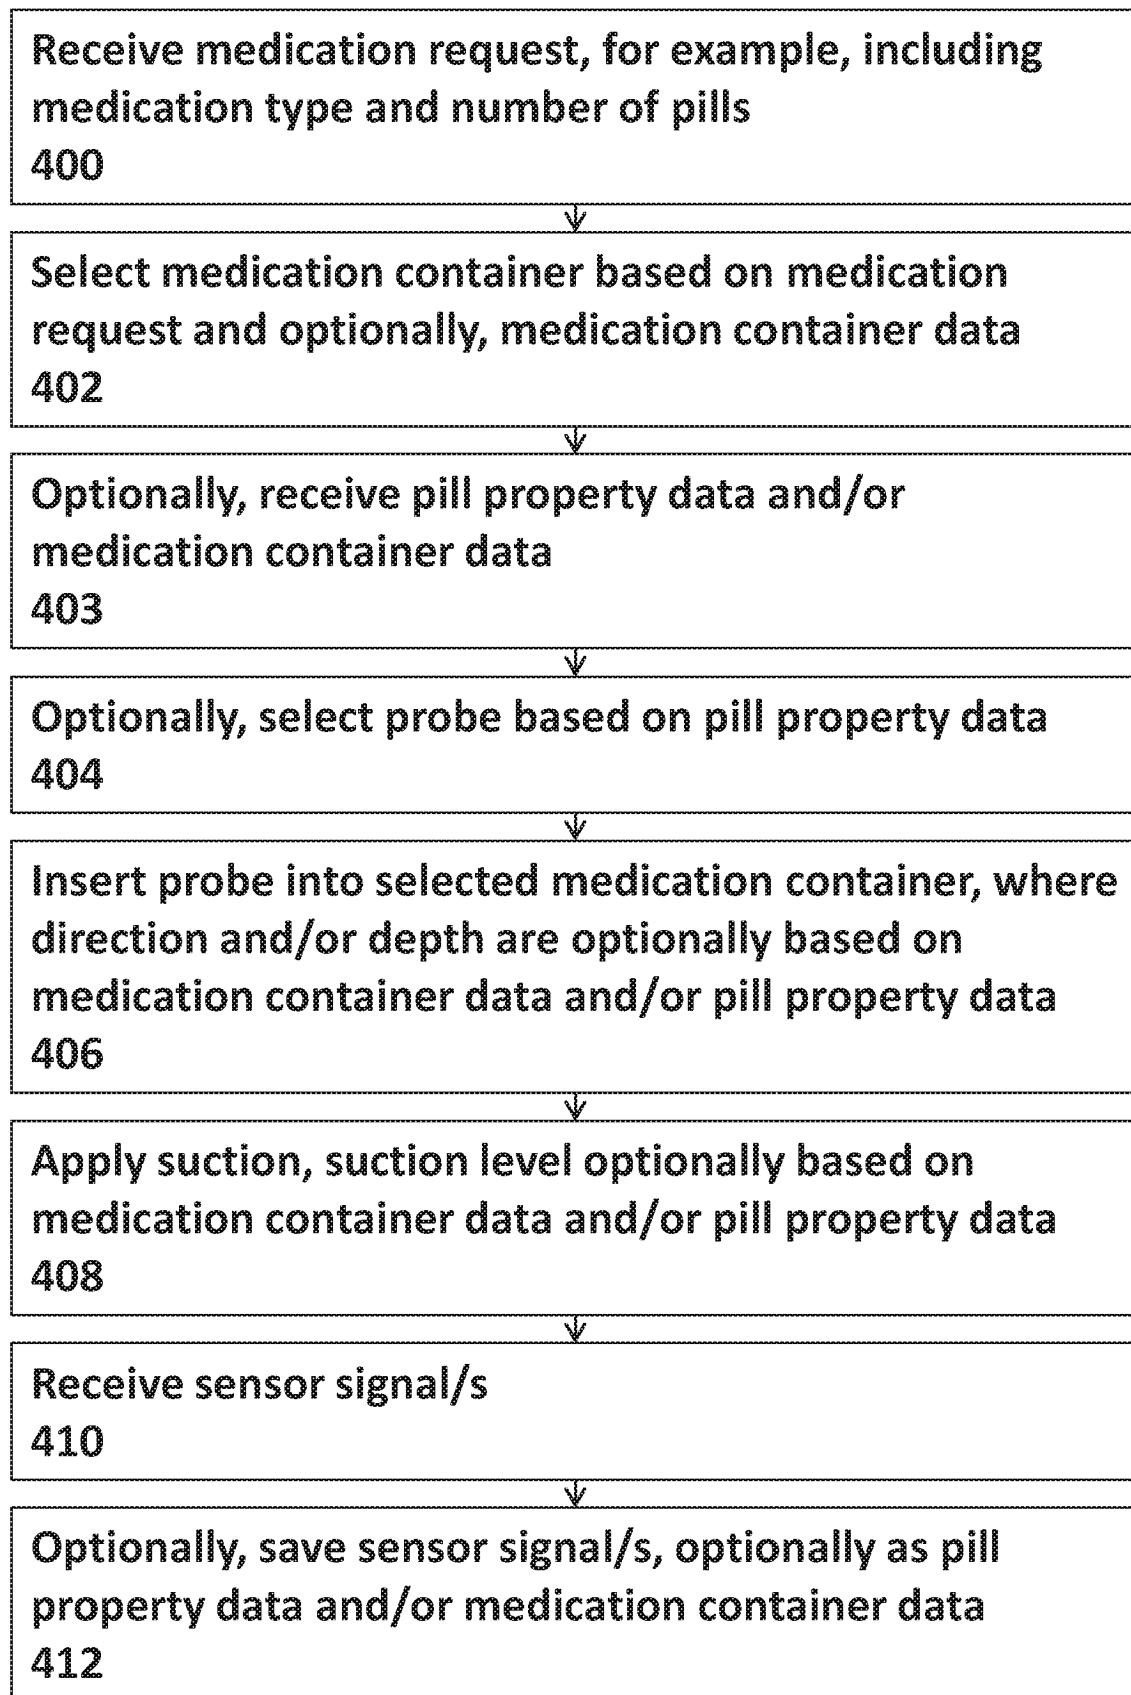 Receive medication request, for example, including
medication type and number of pills
400
Select medication container based on medication
request and optionally, medication container data
402
Optionally, receive pill property data and/or
medication container data
403
Optionally, select probe based on pill property data
404
Insert probe into selected medication container, where
direction and/or depth are optionally based on
medication container data and/or pill property data
406
Apply suction, suction level optionally based on
medication container data and/or pill property data
408
Receive sensor signal/s
410
Optionally, save sensor signal/s, optionally as pill
property data and/or medication container data
412